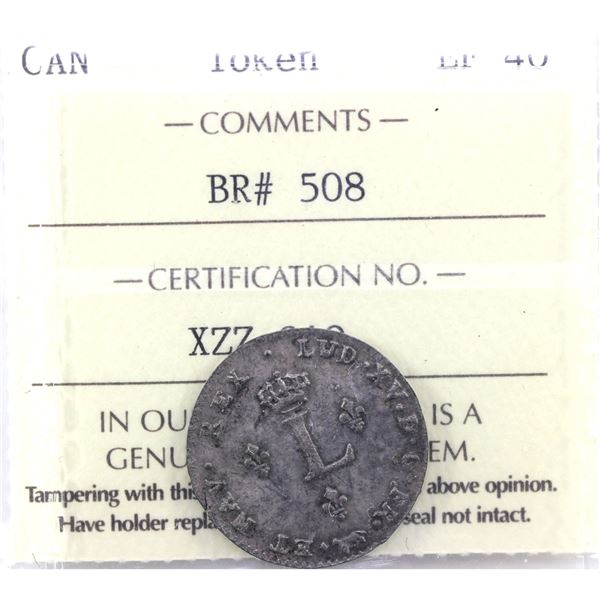 CAN Token EF 40
— COMMENTS —
BR# 508
— CERTIFICATION NO. —
XZZ
IN OU IS A
GENU EM.
Tampering with this above opinion.
Have holder repla seal not intact.
LUD·XV·D·G·FR· ET NAV·REX·
L